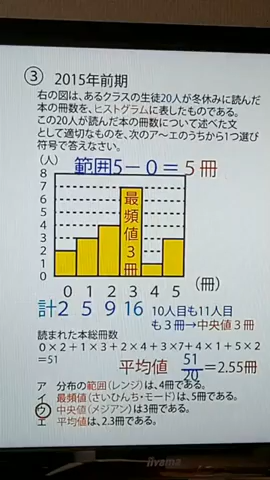 ③ 2015年前期
右の図は、あるクラスの生徒20人が冬休みに読んだ
本の冊数を、ヒストグラムに表したものである。
この20人が読んだ本の冊数について述べた文
として適切なものを、次のア〜エのうちから1つ選び
符号で答えなさい。
(人)
範囲5－0＝5冊
8
7
6
5
4
3
2
1
0
最頻値3冊
0 1 2 3 4 5 (冊)
計2 5 9 16 10人目も11人目
も3冊→中央値3冊
読まれた本総冊数
0×2＋1×3＋2×4＋3×7＋4×1＋5×2
＝51
平均値 51/20＝2.55冊
ア 分布の範囲(レンジ)は、4冊である。
イ 最頻値(さいひんち・モード)は、5冊である。
ウ 中央値(メジアン)は3冊である。
エ 平均値は、2.3冊である。
iiyama